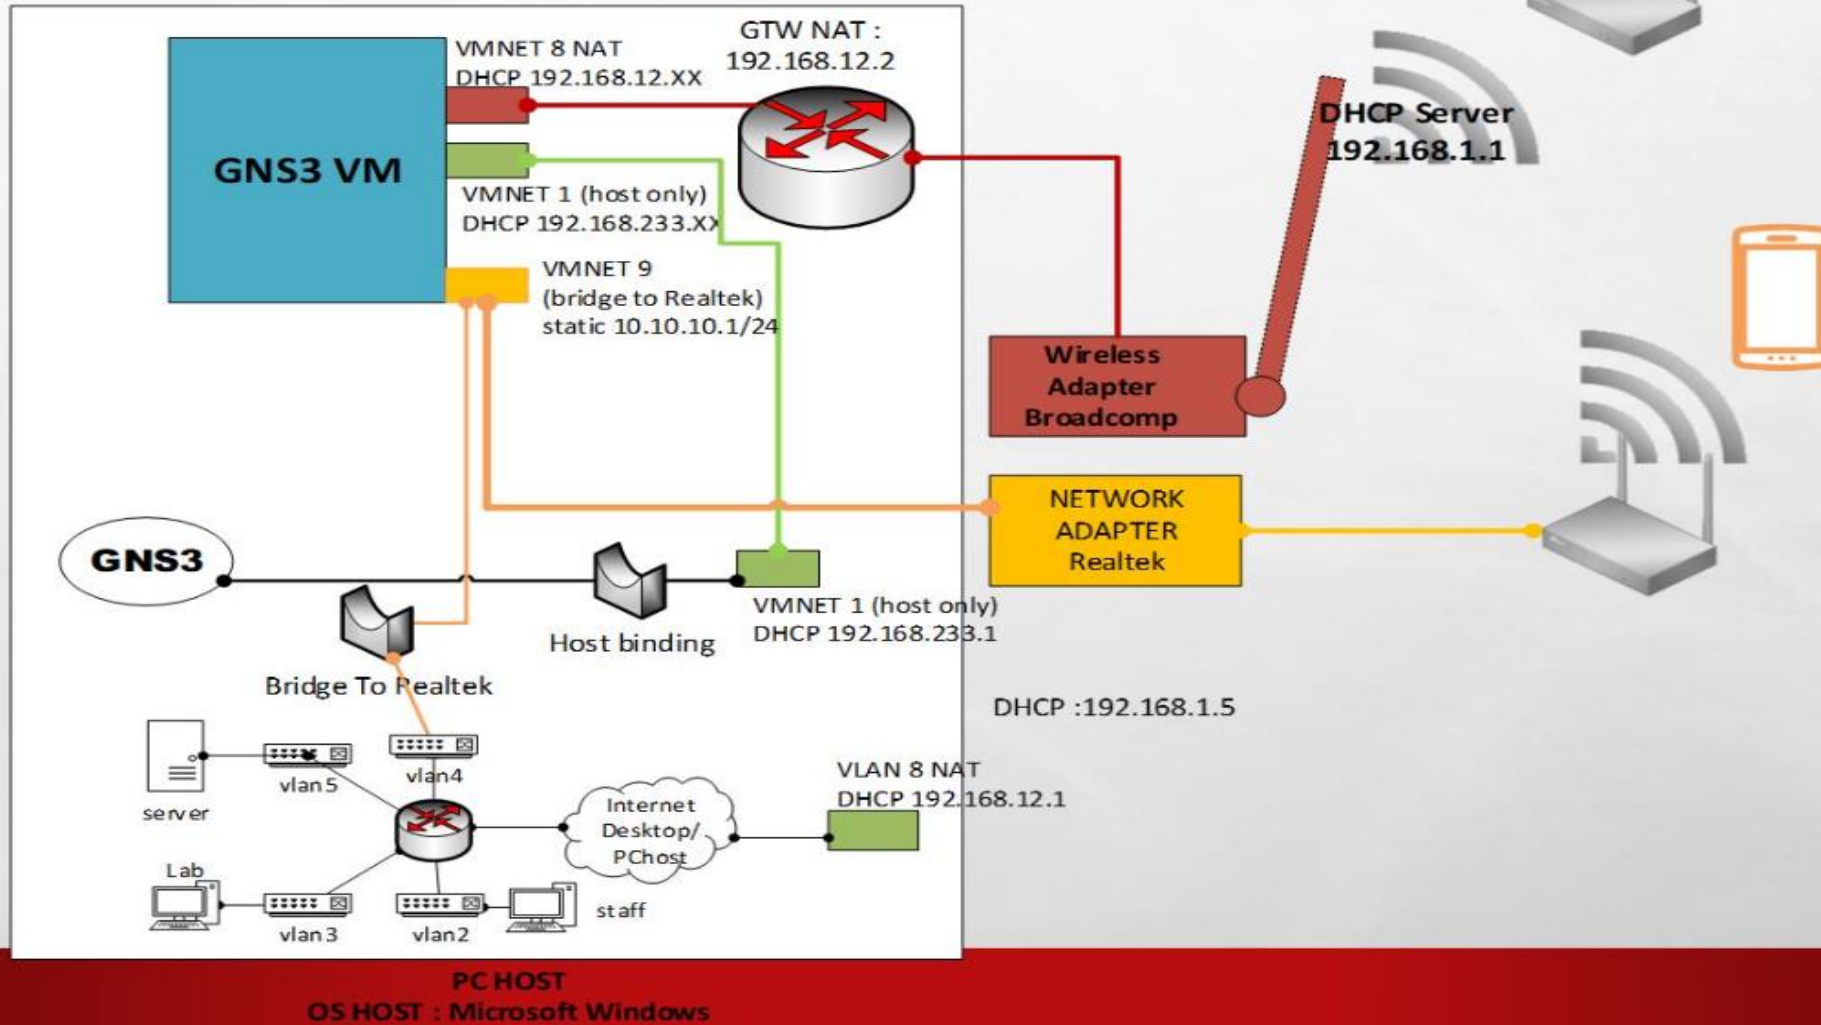 VMNET 8 NAT
DHCP 192.168.12.XX
GTW NAT :
192.168.12.2
GNS3 VM
VMNET 1 (host only)
DHCP 192.168.233.XX
VMNET 9
(bridge to Realtek)
static 10.10.10.1/24
DHCP Server
192.168.1.1
Wireless
Adapter
Broadcomp
NETWORK
ADAPTER
Realtek
GNS3
Host binding
VMNET 1 (host only)
DHCP 192.168.233.1
Bridge To Realtek
DHCP :192.168.1.5
server
vlan5
vlan4
Internet
Desktop/
PChost
VLAN 8 NAT
DHCP 192.168.12.1
Lab
vlan3
vlan2
staff
PC HOST
OS HOST : Microsoft Windows